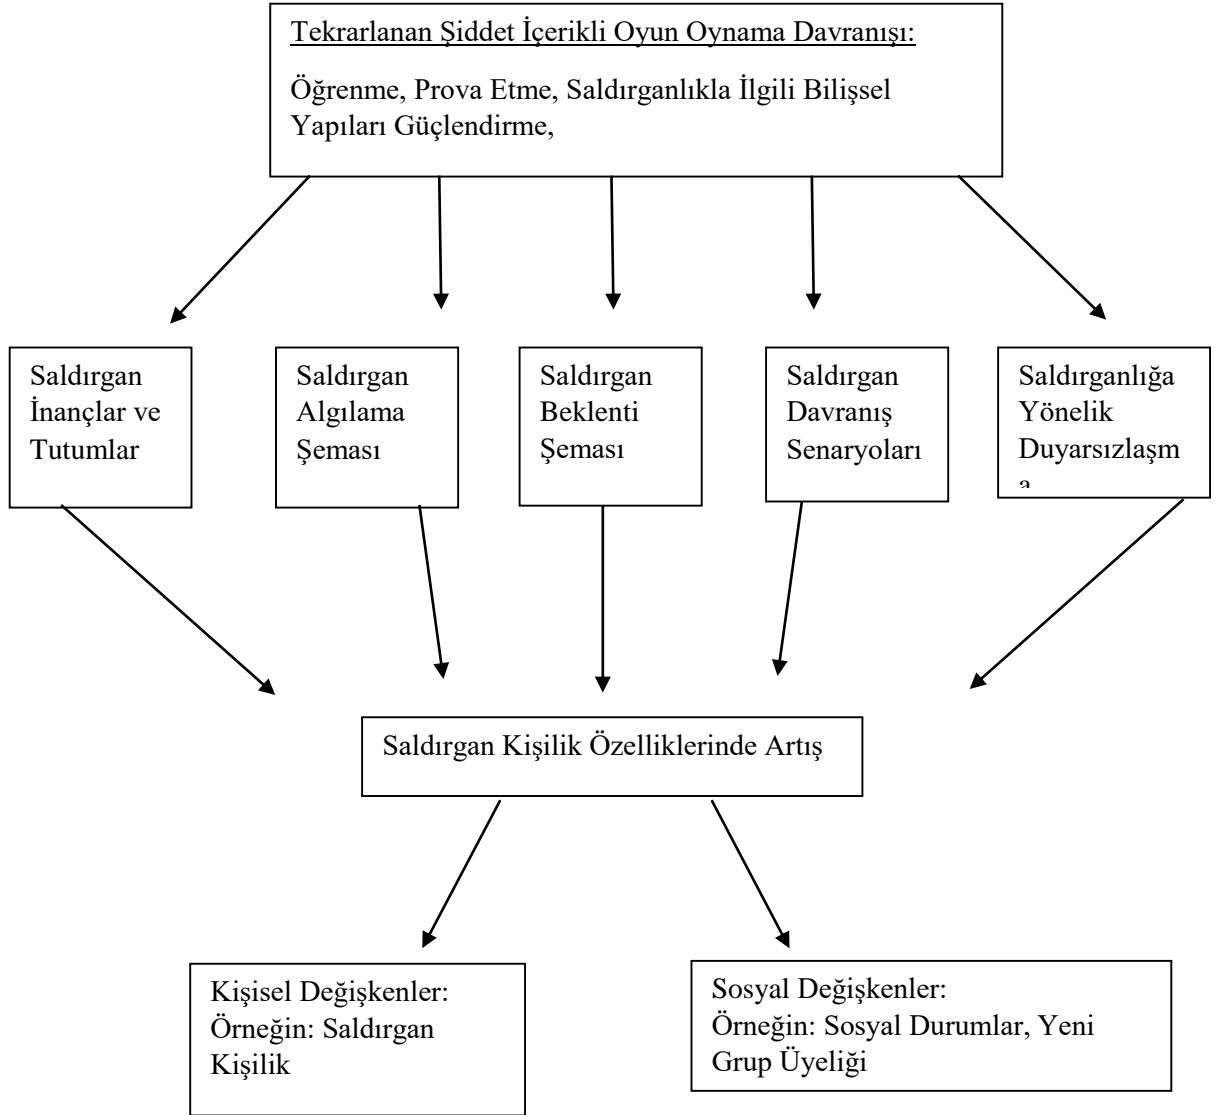 Tekrarlanan Şiddet İçerikli Oyun Oynama Davranışı:
Öğrenme, Prova Etme, Saldırganlıkla İlgili Bilişsel
Yapıları Güçlendirme,
Saldırgan
İnançlar ve
Tutumlar
Saldırgan
Algılama
Şeması
Saldırgan
Beklenti
Şeması
Saldırgan
Davranış
Senaryoları
Saldırganlığa
Yönelik
Duyarsızlaşm
a
Saldırgan Kişilik Özelliklerinde Artış
Kişisel Değişkenler:
Örneğin: Saldırgan
Kişilik
Sosyal Değişkenler:
Örneğin: Sosyal Durumlar, Yeni
Grup Üyeliği